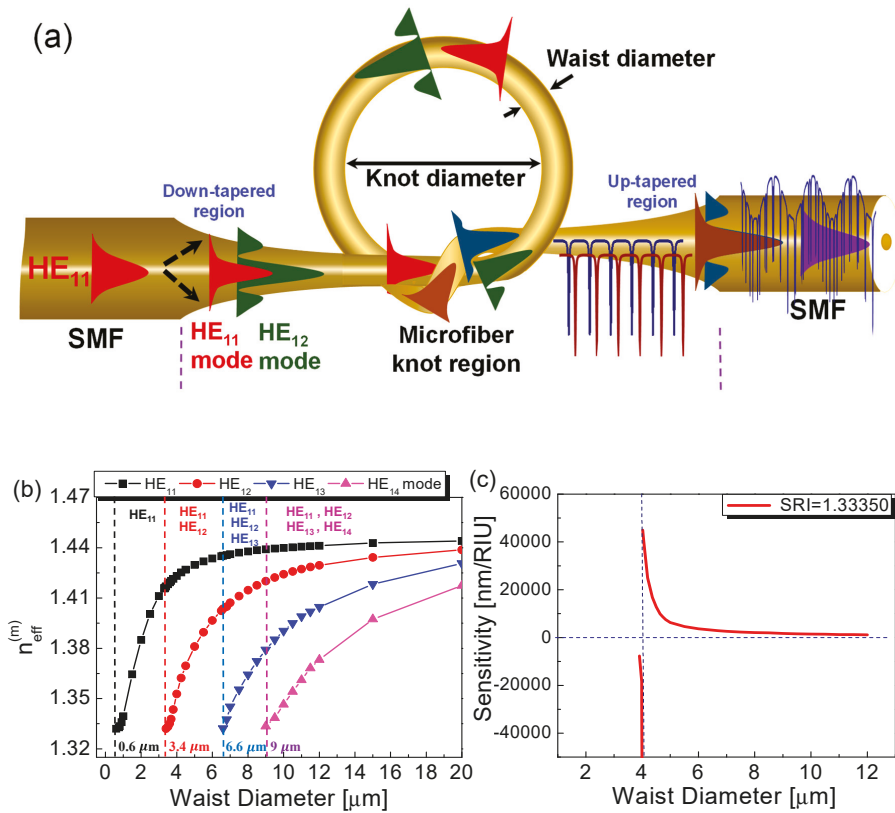 (a)
Waist diameter
Knot diameter
Down-tapered
region
Up-tapered
region
HE11
SMF
HE11
mode
HE12
mode
Microfiber
knot region
SMF
(b)
HE11 HE12 HE13 HE14 mode
1.47
1.44
1.41
1.38
1.35
1.32
n_eff^(m)
HE11
HE11
HE12
HE11
HE12
HE13
HE11 , HE12
HE13 , HE14
0.6 μm 3.4 μm 6.6 μm 9 μm
0 2 4 6 8 10 12 14 16 18 20
Waist Diameter [μm]
(c)
SRI=1.33350
60000
40000
20000
0
-20000
-40000
Sensitivity [nm/RIU]
2 4 6 8 10 12
Waist Diameter [μm]